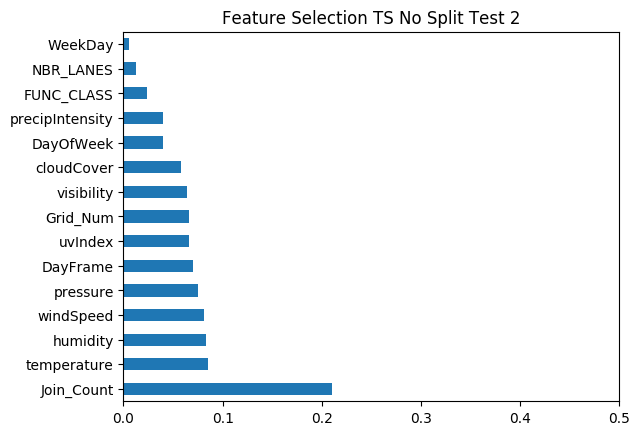 Feature Selection TS No Split Test 2
WeekDay
NBR_LANES
FUNC_CLASS
precipIntensity
DayOfWeek
cloudCover
visibility
Grid_Num
uvIndex
DayFrame
pressure
windSpeed
humidity
temperature
Join_Count
0.0 0.1 0.2 0.3 0.4 0.5